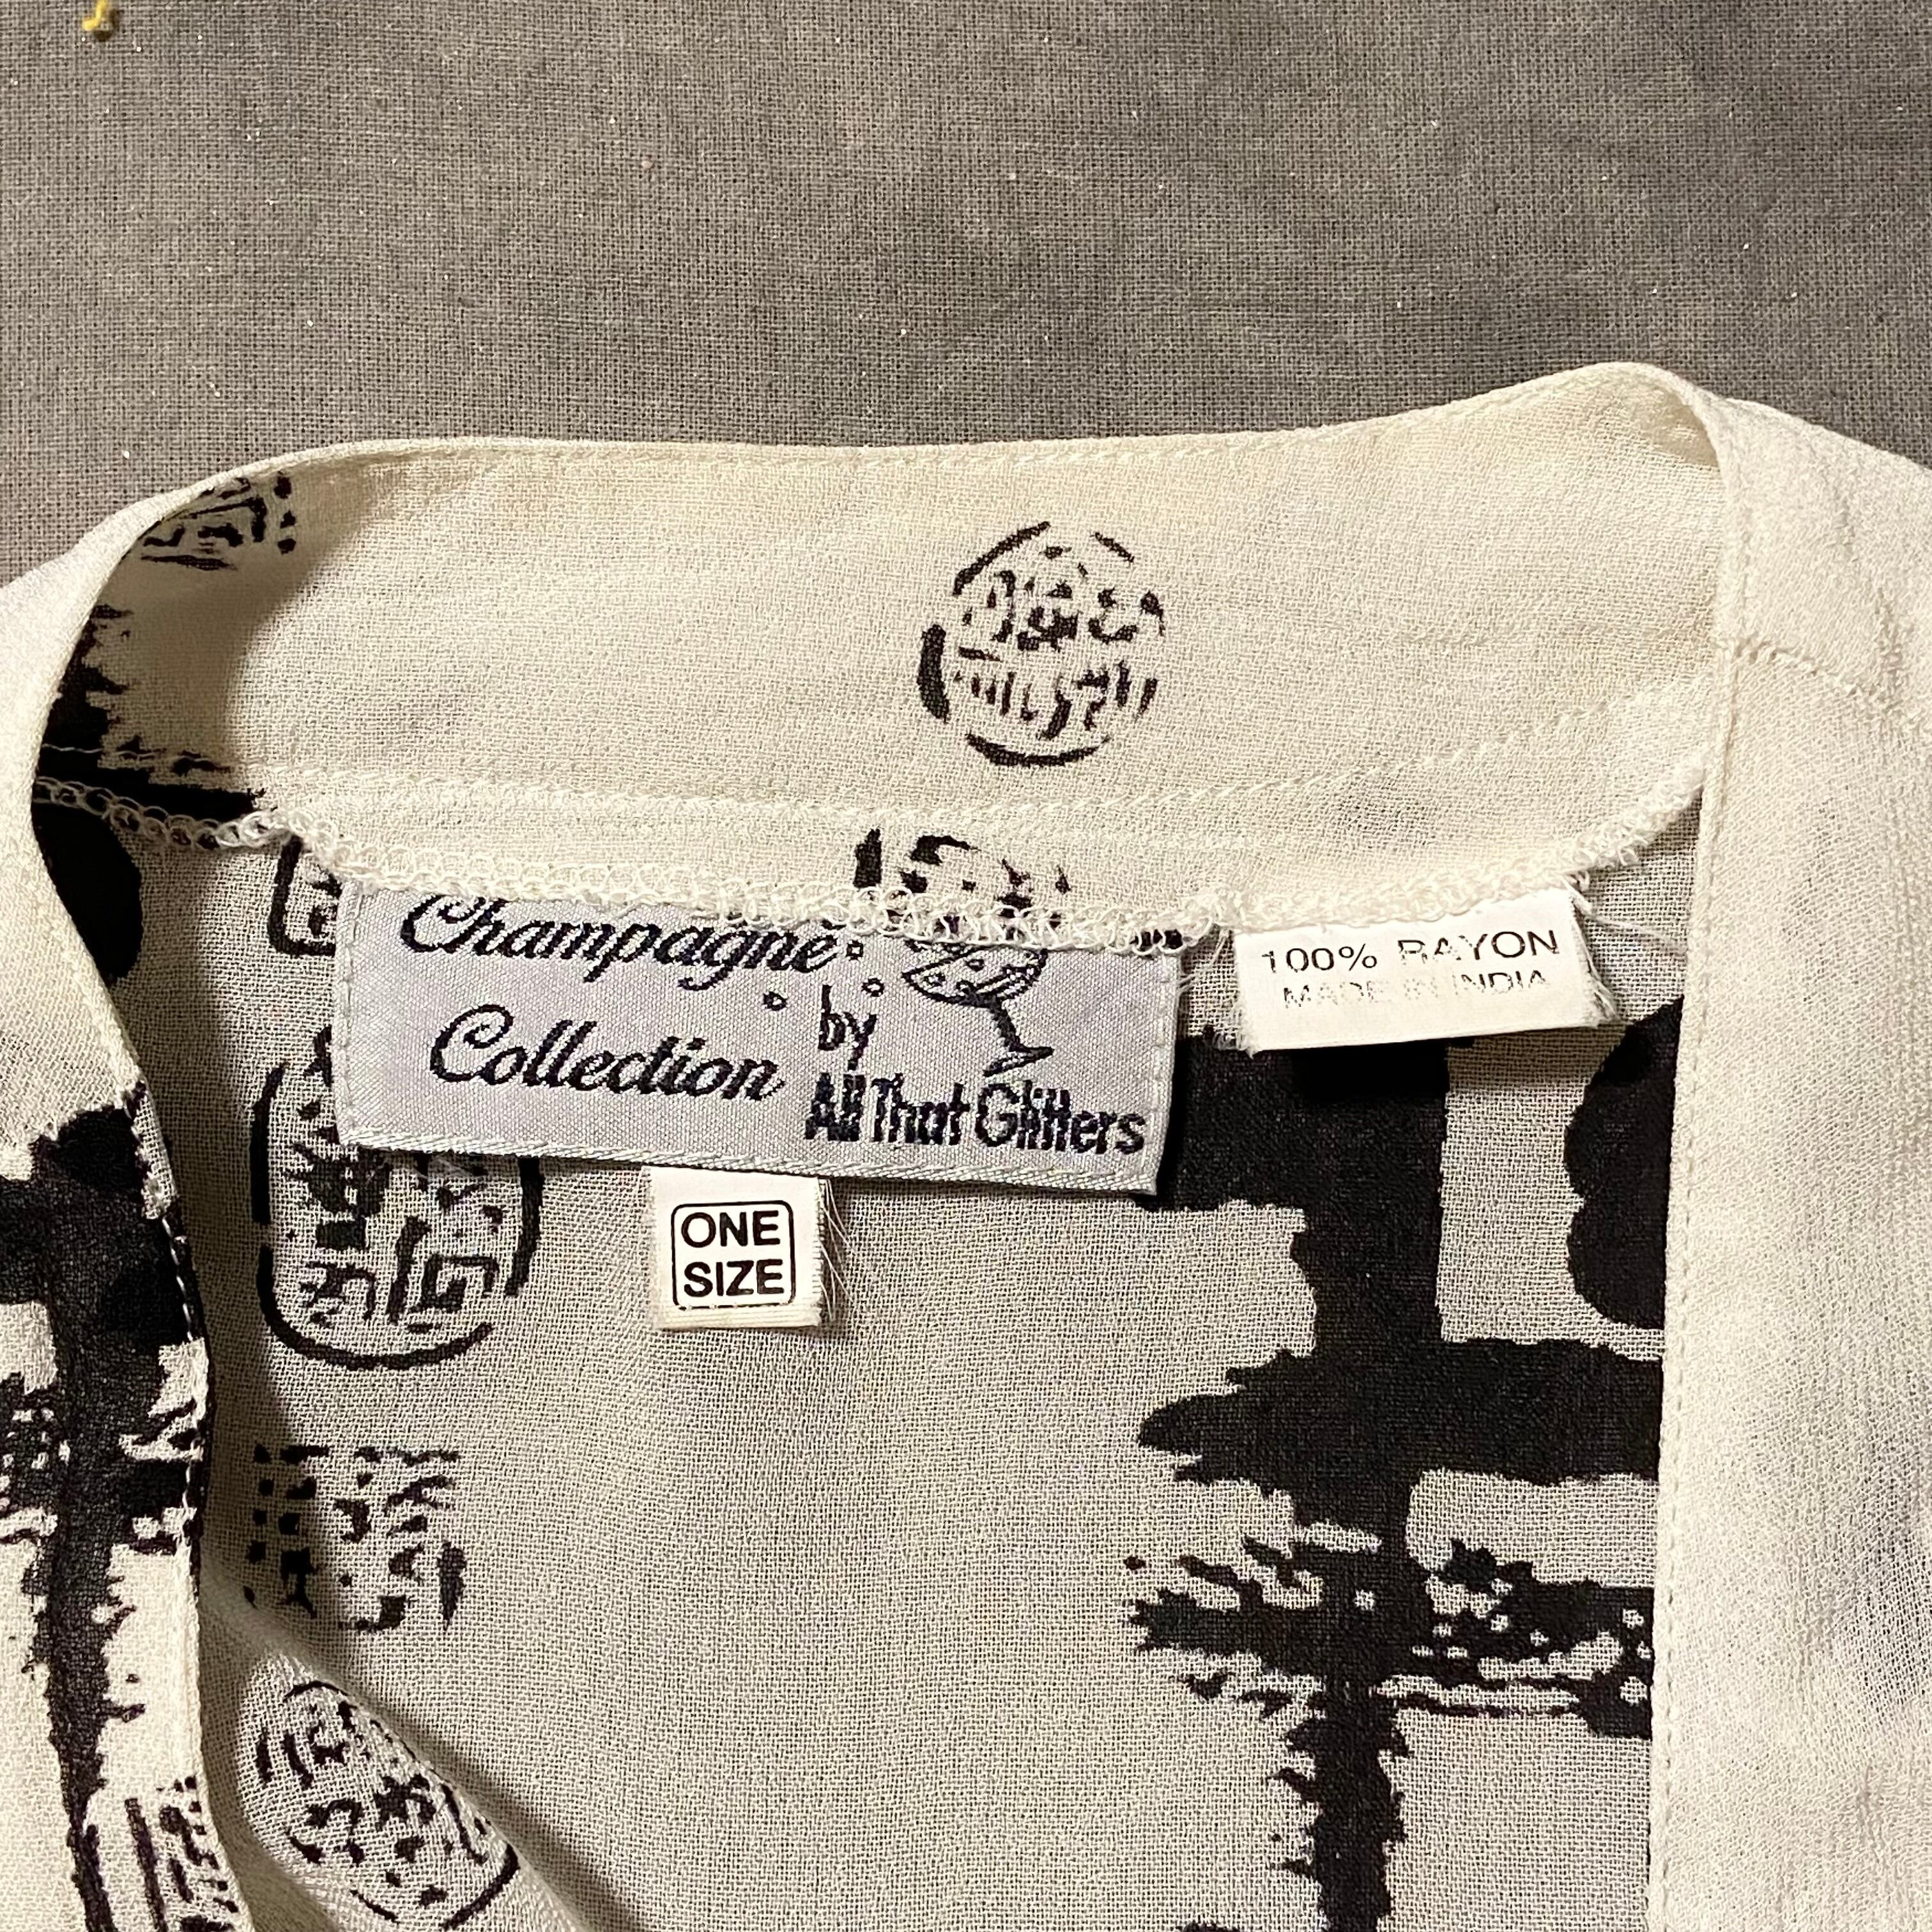 Champagne
Collection
by
All That Glitters
100% RAYON
MADE IN INDIA
ONE
SIZE